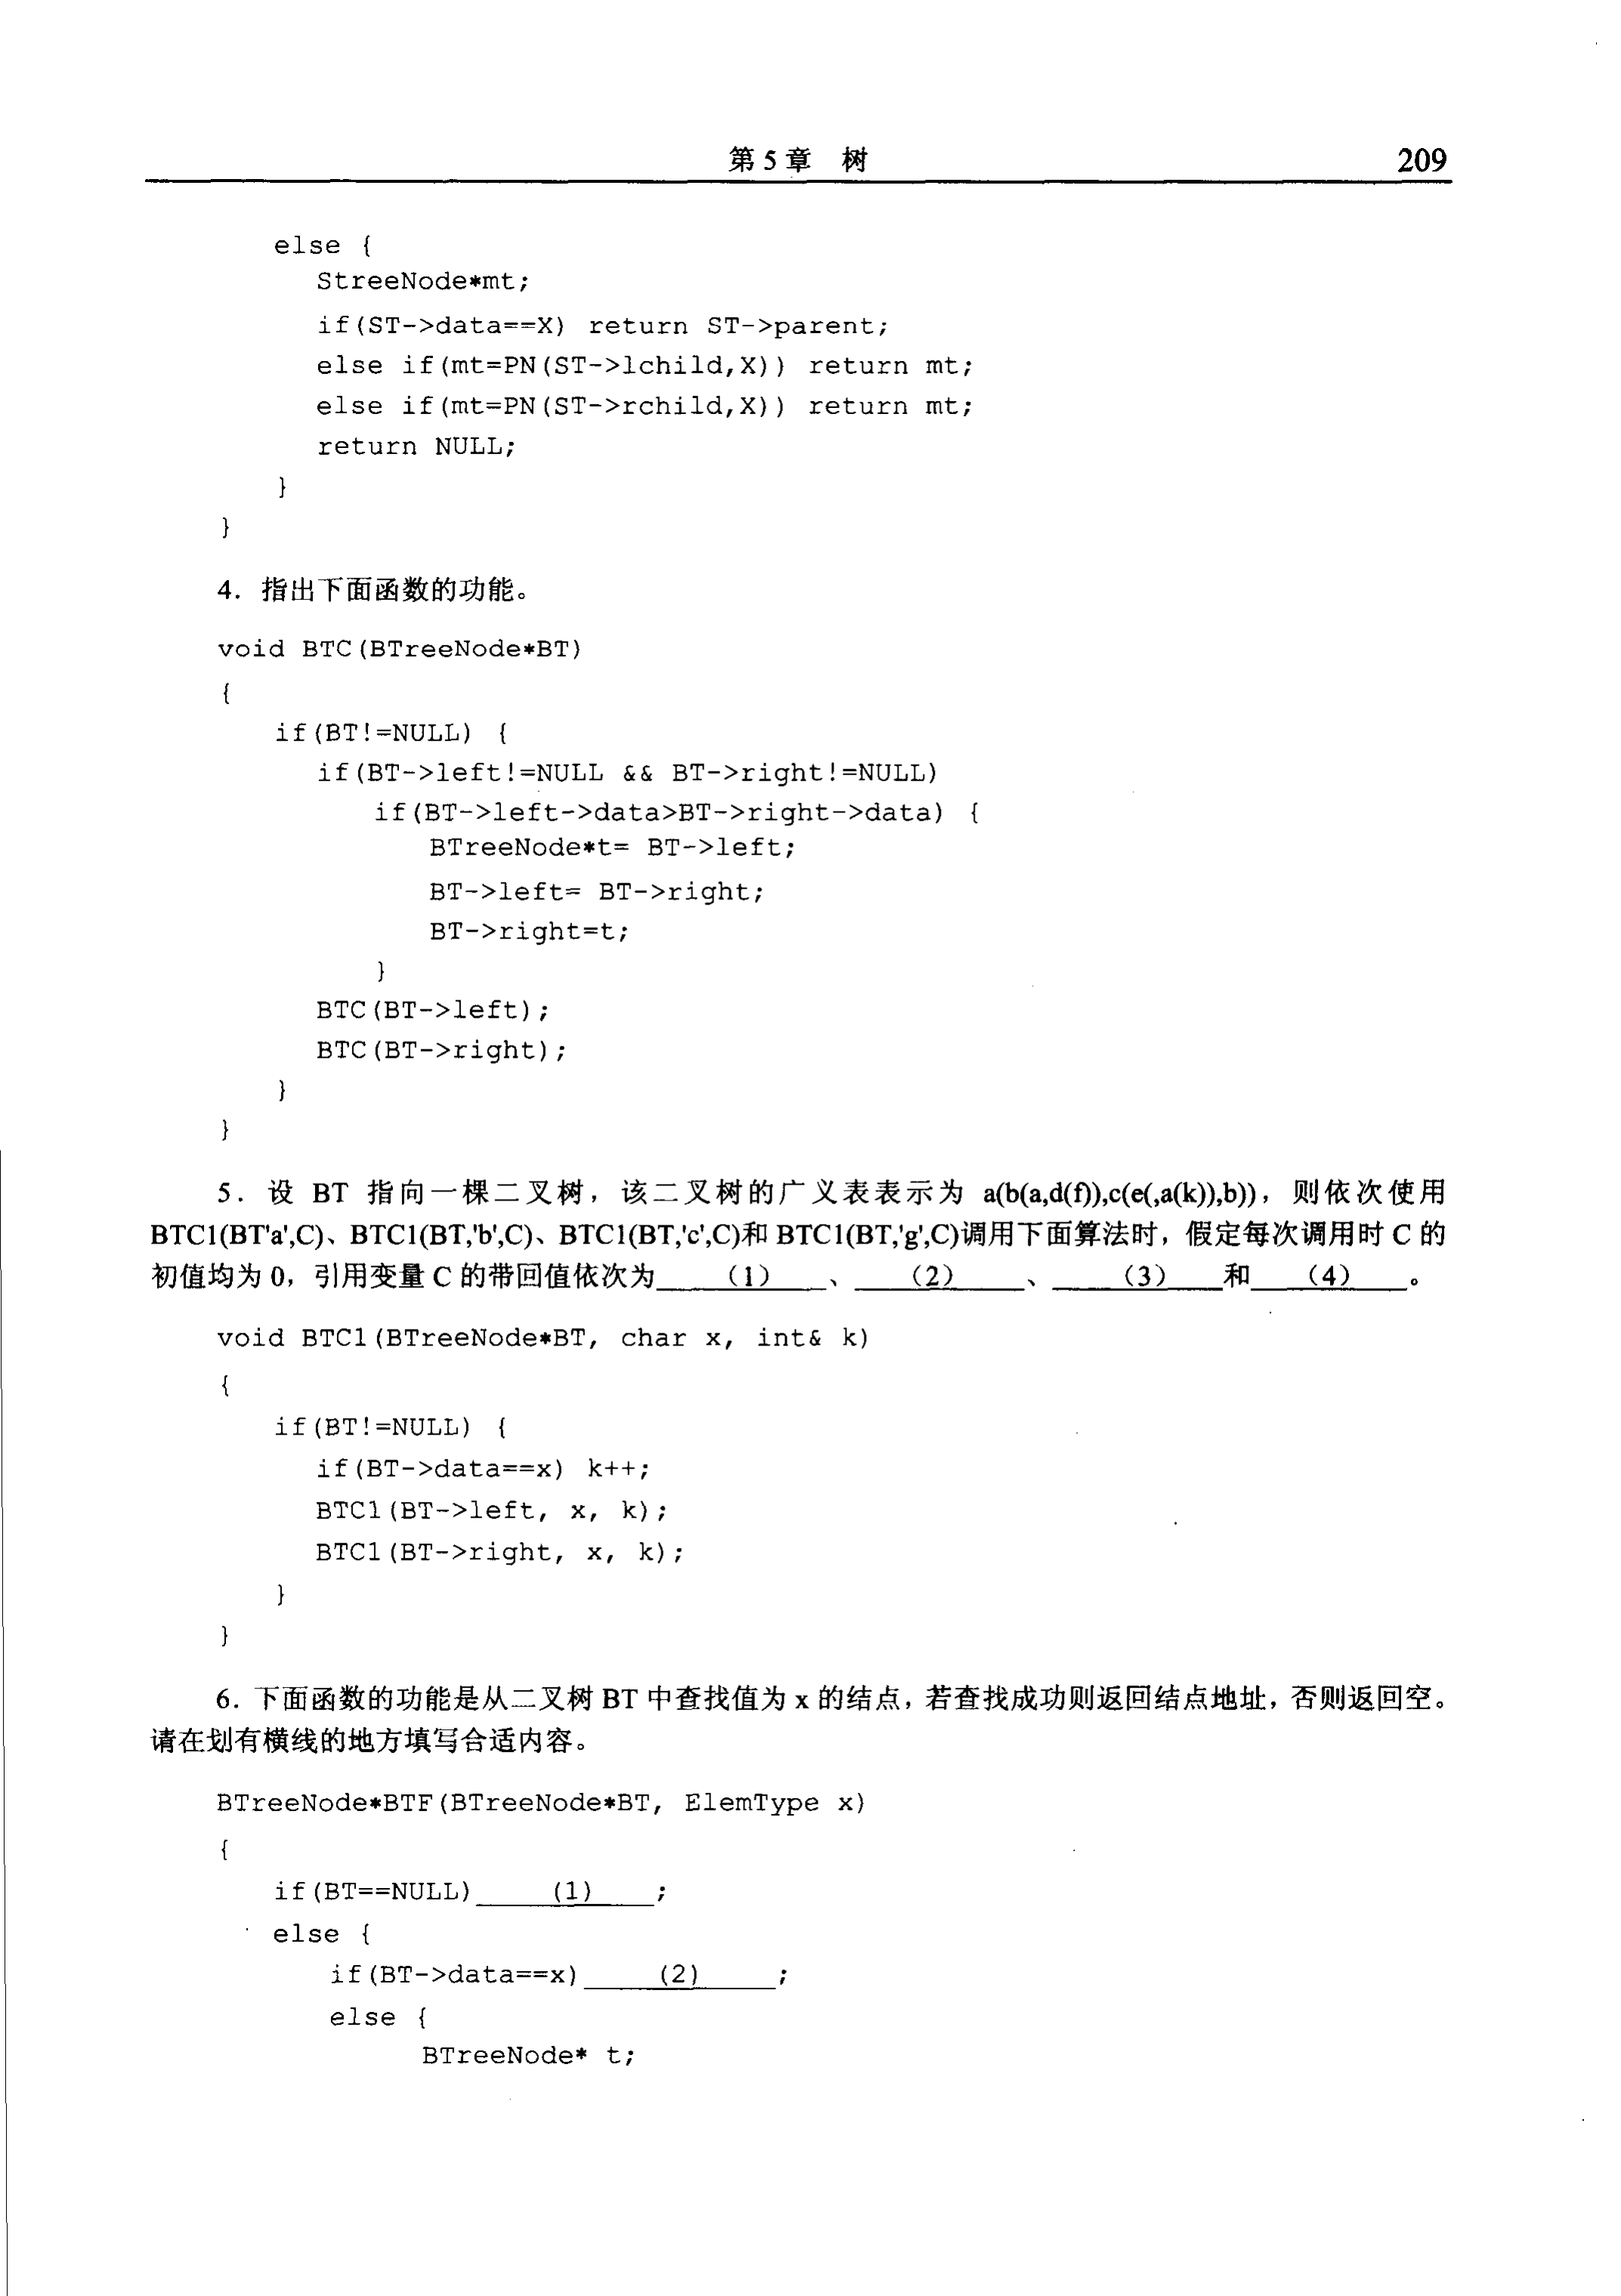 第5章 树 209
else {
StreeNode*mt;
if(ST->data==X) return ST->parent;
else if(mt=PN(ST->lchild,X)) return mt;
else if(mt=PN(ST->rchild,X)) return mt;
return NULL;
}
}
4. 指出下面函数的功能。
void BTC(BTreeNode*BT)
{
if(BT!=NULL) {
if(BT->left!=NULL && BT->right!=NULL)
if(BT->left->data>BT->right->data) {
BTreeNode*t= BT->left;
BT->left= BT->right;
BT->right=t;
}
BTC(BT->left);
BTC(BT->right);
}
}
5. 设 BT 指向一棵二叉树，该二叉树的广义表表示为 a(b(a,d(f)),c(e(,a(k)),b))，则依次使用
BTC1(BT'a',C)、BTC1(BT,'b',C)、BTC1(BT,'c',C)和 BTC1(BT,'g',C)调用下面算法时，假定每次调用时 C 的
初值均为 0，引用变量 C 的带回值依次为 (1) 、 (2) 、 (3) 和 (4) 。
void BTC1(BTreeNode*BT, char x, int& k)
{
if(BT!=NULL) {
if(BT->data==x) k++;
BTC1(BT->left, x, k);
BTC1(BT->right, x, k);
}
}
6. 下面函数的功能是从二叉树 BT 中查找值为 x 的结点，若查找成功则返回结点地址，否则返回空。
请在划有横线的地方填写合适内容。
BTreeNode*BTF(BTreeNode*BT, ElemType x)
{
if(BT==NULL) (1) ;
else {
if(BT->data==x) (2) ;
else {
BTreeNode* t;